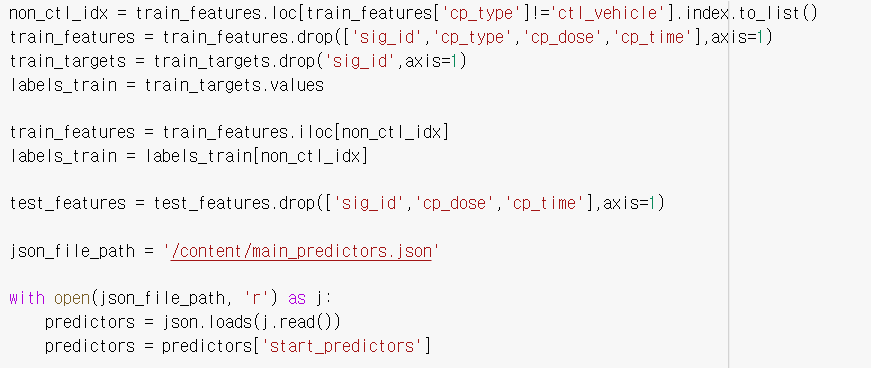 non_ctl_idx = train_features.loc[train_features['cp_type']!='ctl_vehicle'].index.to_list()
train_features = train_features.drop(['sig_id','cp_type','cp_dose','cp_time'],axis=1)
train_targets = train_targets.drop('sig_id',axis=1)
labels_train = train_targets.values

train_features = train_features.iloc[non_ctl_idx]
labels_train = labels_train[non_ctl_idx]

test_features = test_features.drop(['sig_id','cp_dose','cp_time'],axis=1)

json_file_path = '/content/main_predictors.json'

with open(json_file_path, 'r') as j:
    predictors = json.loads(j.read())
    predictors = predictors['start_predictors']